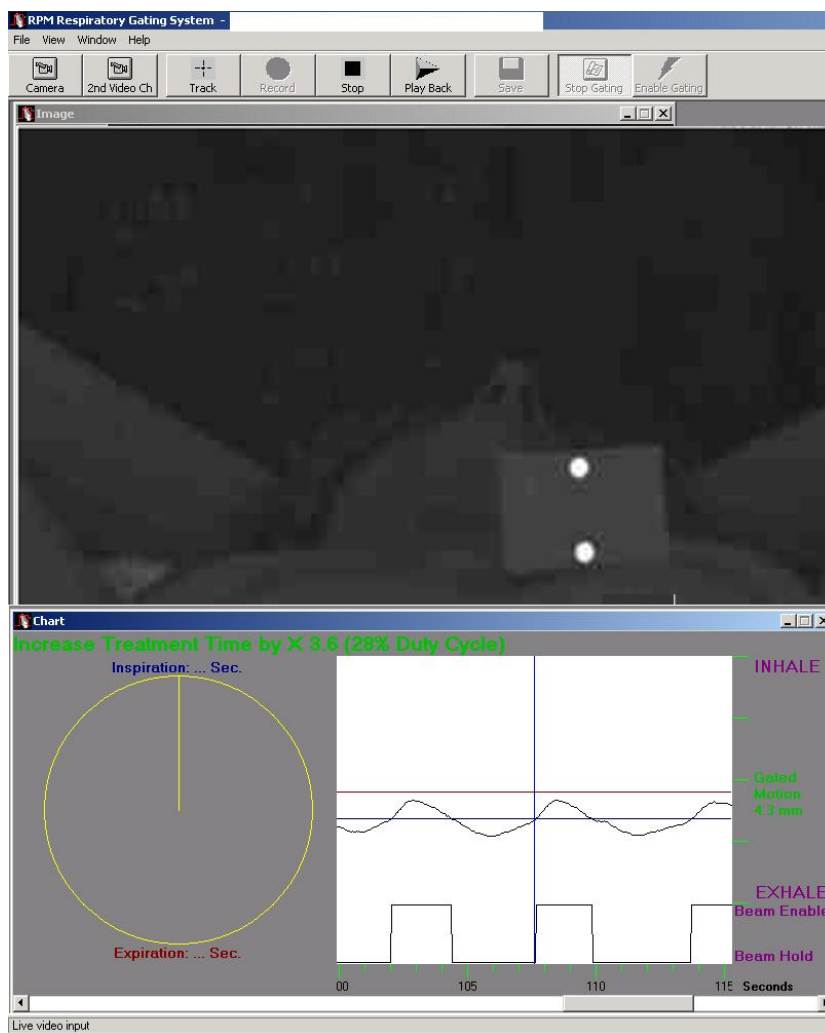 RPM Respiratory Gating System -
File View Window Help
Camera 2nd Video Ch Track Record Stop Play Back Save Stop Gating Enable Gating
Image
Chart
Increase Treatment Time by X 3.6 (28% Duty Cycle)
Inspiration: ... Sec.
Expiration: ... Sec.
INHALE
Gated
Motion
4.3 mm
EXHALE
Beam Enable
Beam Hold
00 105 110 115 Seconds
Live video input